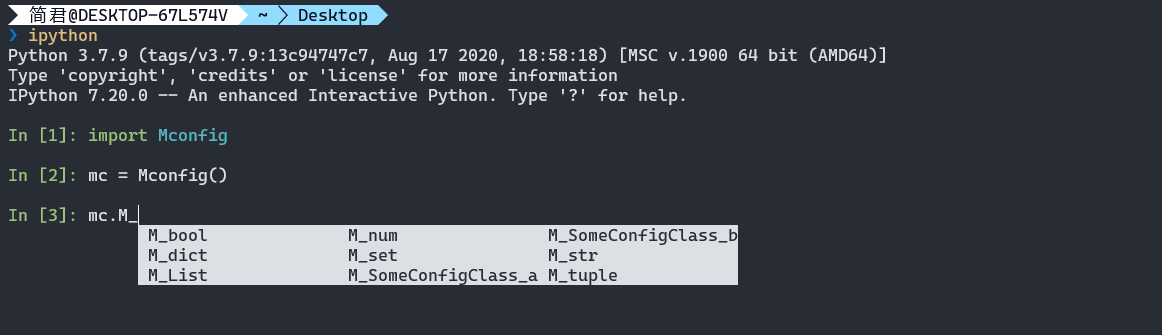 简君@DESKTOP-67L574V ~ Desktop
❯ ipython
Python 3.7.9 (tags/v3.7.9:13c94747c7, Aug 17 2020, 18:58:18) [MSC v.1900 64 bit (AMD64)]
Type 'copyright', 'credits' or 'license' for more information
IPython 7.20.0 -- An enhanced Interactive Python. Type '?' for help.
In [1]: import Mconfig
In [2]: mc = Mconfig()
In [3]: mc.M_
M_bool M_num M_SomeConfigClass_b
M_dict M_set M_str
M_List M_SomeConfigClass_a M_tuple